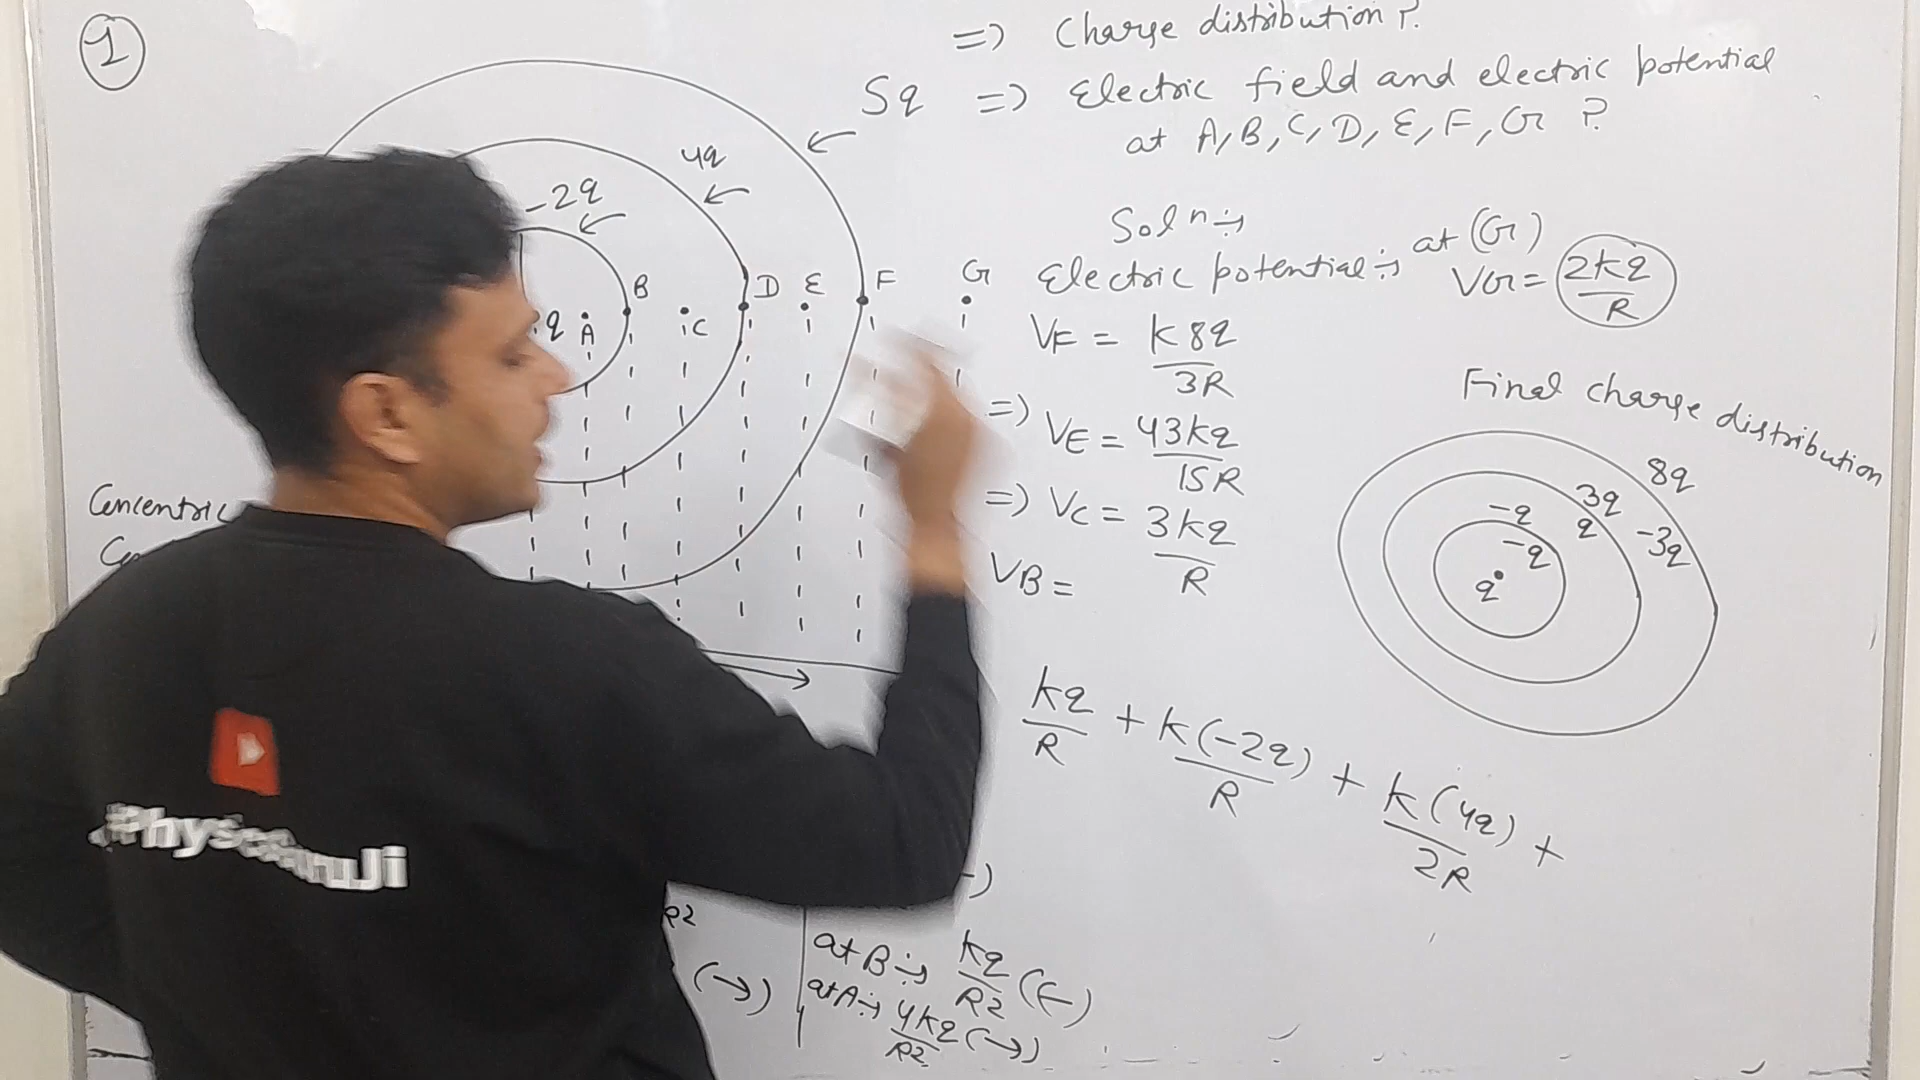 1
=> Charge distribution ?
5q => Electric field and electric potential
at A, B, C, D, E, F, G ?
4q
-2q
B
D
E
F
G
q
A
C
Soln:-
Electric potential :- at (G)
VG = 2kq/R
VF = k8q/3R
=> VE = 43kq/15R
=> VC = 3kq/R
VB =
Final charge distribution
8q
3q
-3q
q
-q
-q
q
Concentric
kq/R + k(-2q)/R + k(4q)/2R +
R2
(→)
at B :- kq/R2 (←)
at A :- 4kq/R2 (→)